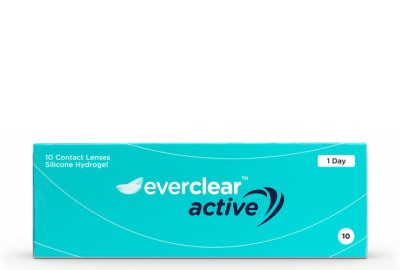 10 Contact Lenses
Silicone Hydrogel
1 Day
everclear™
active
10